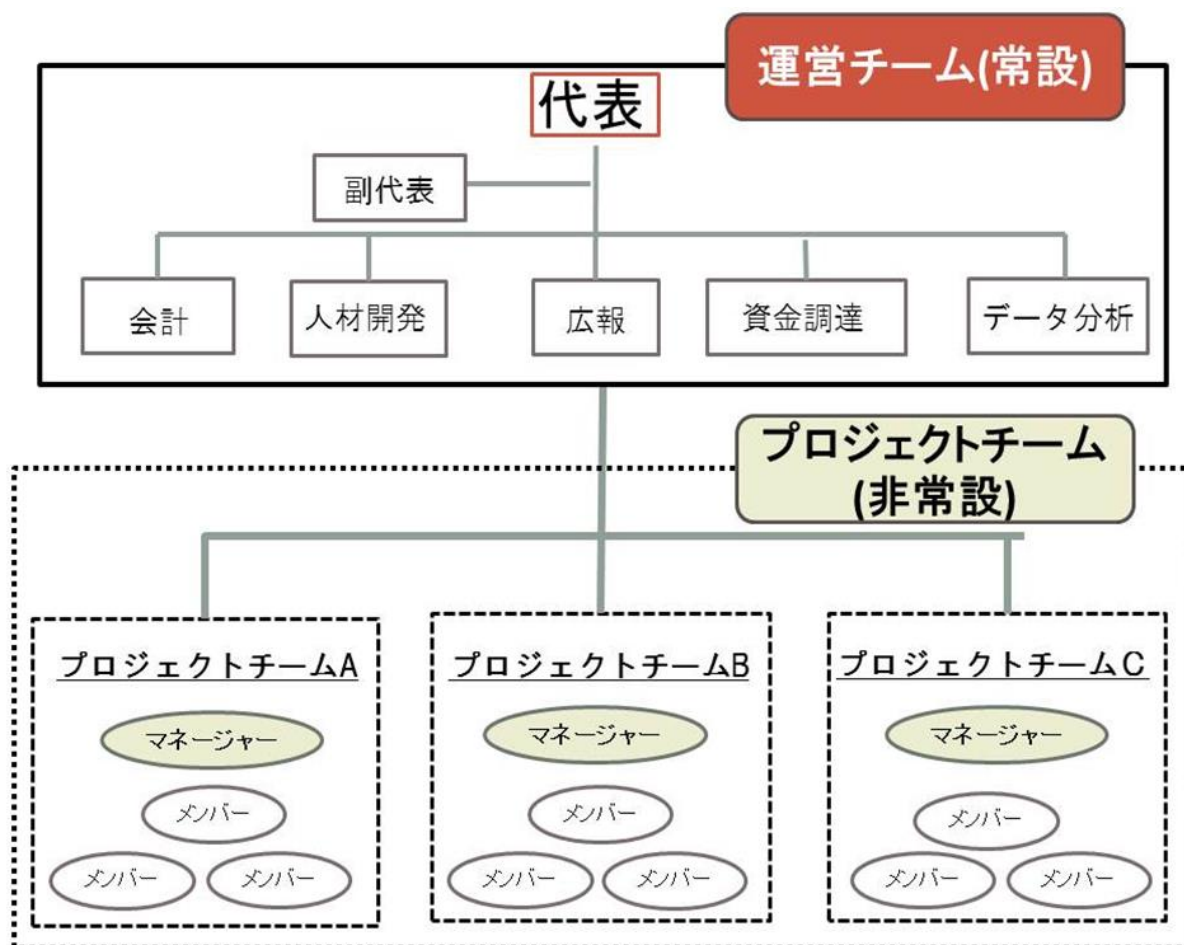 運営チーム(常設)
代表
副代表
会計
人材開発
広報
資金調達
データ分析
プロジェクトチーム
(非常設)
プロジェクトチームA
プロジェクトチームB
プロジェクトチームC
マネージャー
マネージャー
マネージャー
メンバー
メンバー
メンバー
メンバー
メンバー
メンバー
メンバー
メンバー
メンバー